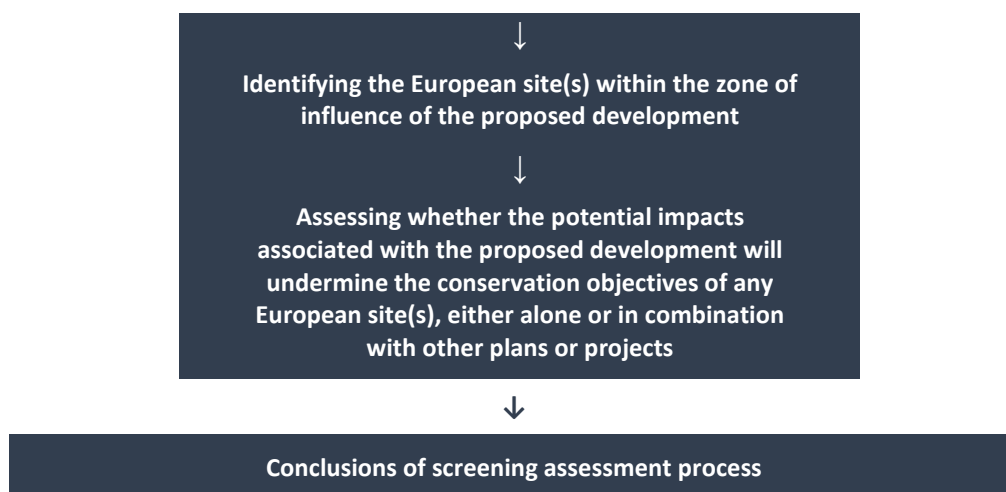 ↓
Identifying the European site(s) within the zone of
influence of the proposed development
↓
Assessing whether the potential impacts
associated with the proposed development will
undermine the conservation objectives of any
European site(s), either alone or in combination
with other plans or projects
↓
Conclusions of screening assessment process